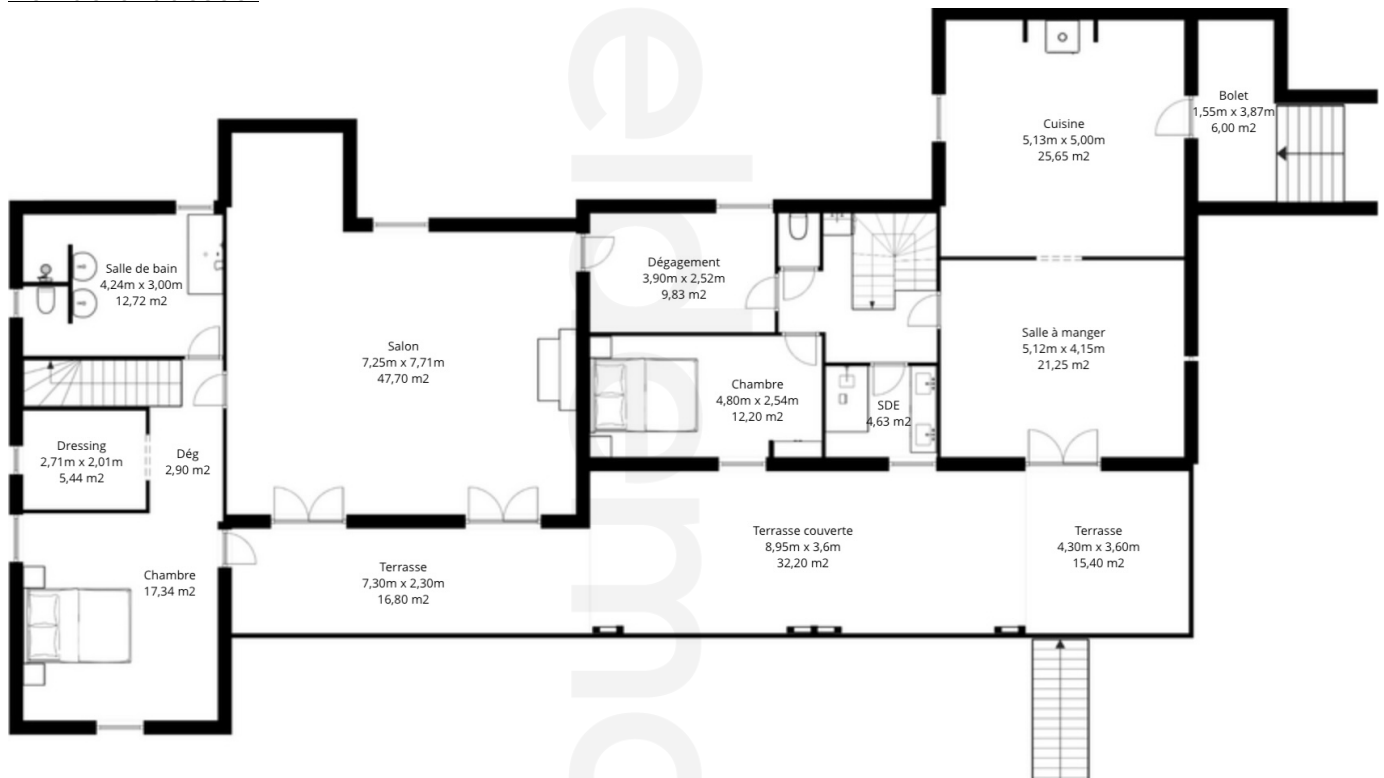 Bolet
1,55m x 3,87m
6,00 m2
Cuisine
5,13m x 5,00m
25,65 m2
Salle de bain
4,24m x 3,00m
12,72 m2
Dégagement
3,90m x 2,52m
9,83 m2
Salon
7,25m x 7,71m
47,70 m2
Salle à manger
5,12m x 4,15m
21,25 m2
Chambre
4,80m x 2,54m
12,20 m2
SDE
4,63 m2
Dressing
2,71m x 2,01m
5,44 m2
Dég
2,90 m2
Terrasse couverte
8,95m x 3,6m
32,20 m2
Terrasse
4,30m x 3,60m
15,40 m2
Terrasse
7,30m x 2,30m
16,80 m2
Chambre
17,34 m2